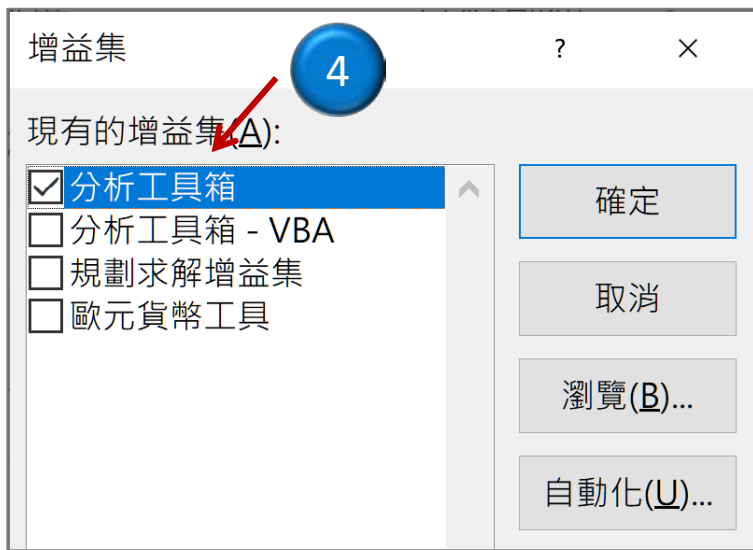 增益集
?
×
4
現有的增益集(A):
分析工具箱
分析工具箱 - VBA
規劃求解增益集
歐元貨幣工具
確定
取消
瀏覽(B)...
自動化(U)...